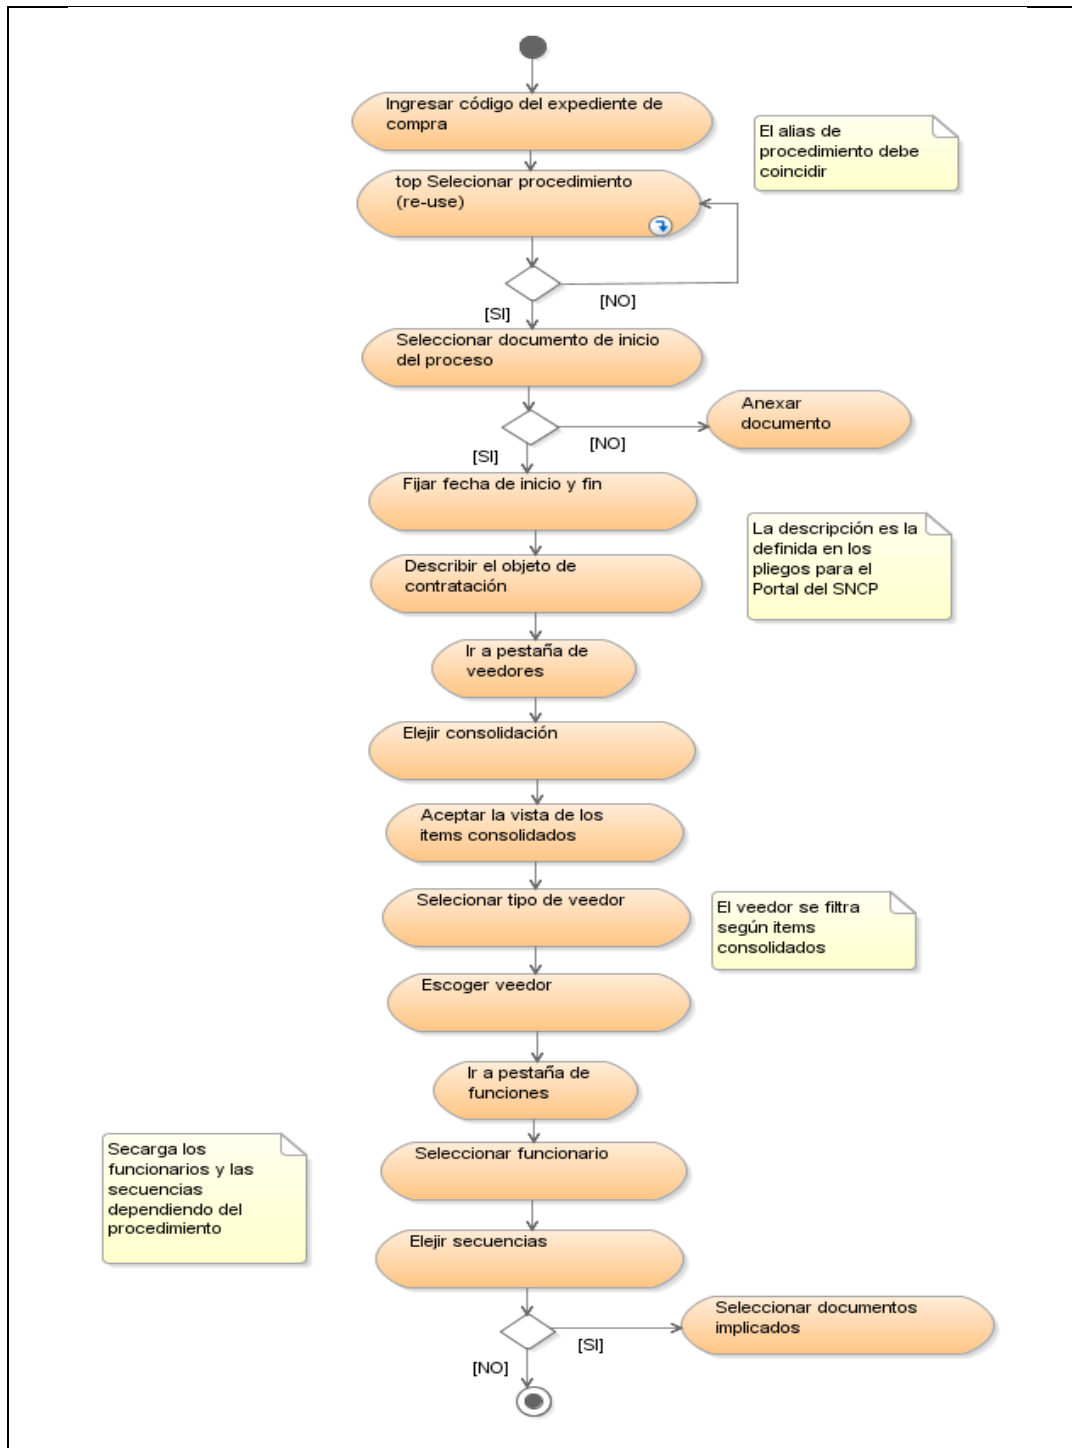 Ingresar código del expediente de
compra
El alias de
procedimiento debe
coincidir
top Selecionar procedimiento
(re-use)
[NO]
[SI]
Seleccionar documento de inicio
del proceso
Anexar
documento
[NO]
[SI]
Fijar fecha de inicio y fin
La descripción es la
definida en los
pliegos para el
Portal del SNCP
Describir el objeto de
contratación
Ir a pestaña de
veedores
Elejir consolidación
Aceptar la vista de los
items consolidados
Selecionar tipo de veedor
El veedor se filtra
según items
consolidados
Escoger veedor
Ir a pestaña de
funciones
Secarga los
funcionarios y las
secuencias
dependiendo del
procedimiento
Seleccionar funcionario
Elejir secuencias
Seleccionar documentos
implicados
[SI]
[NO]